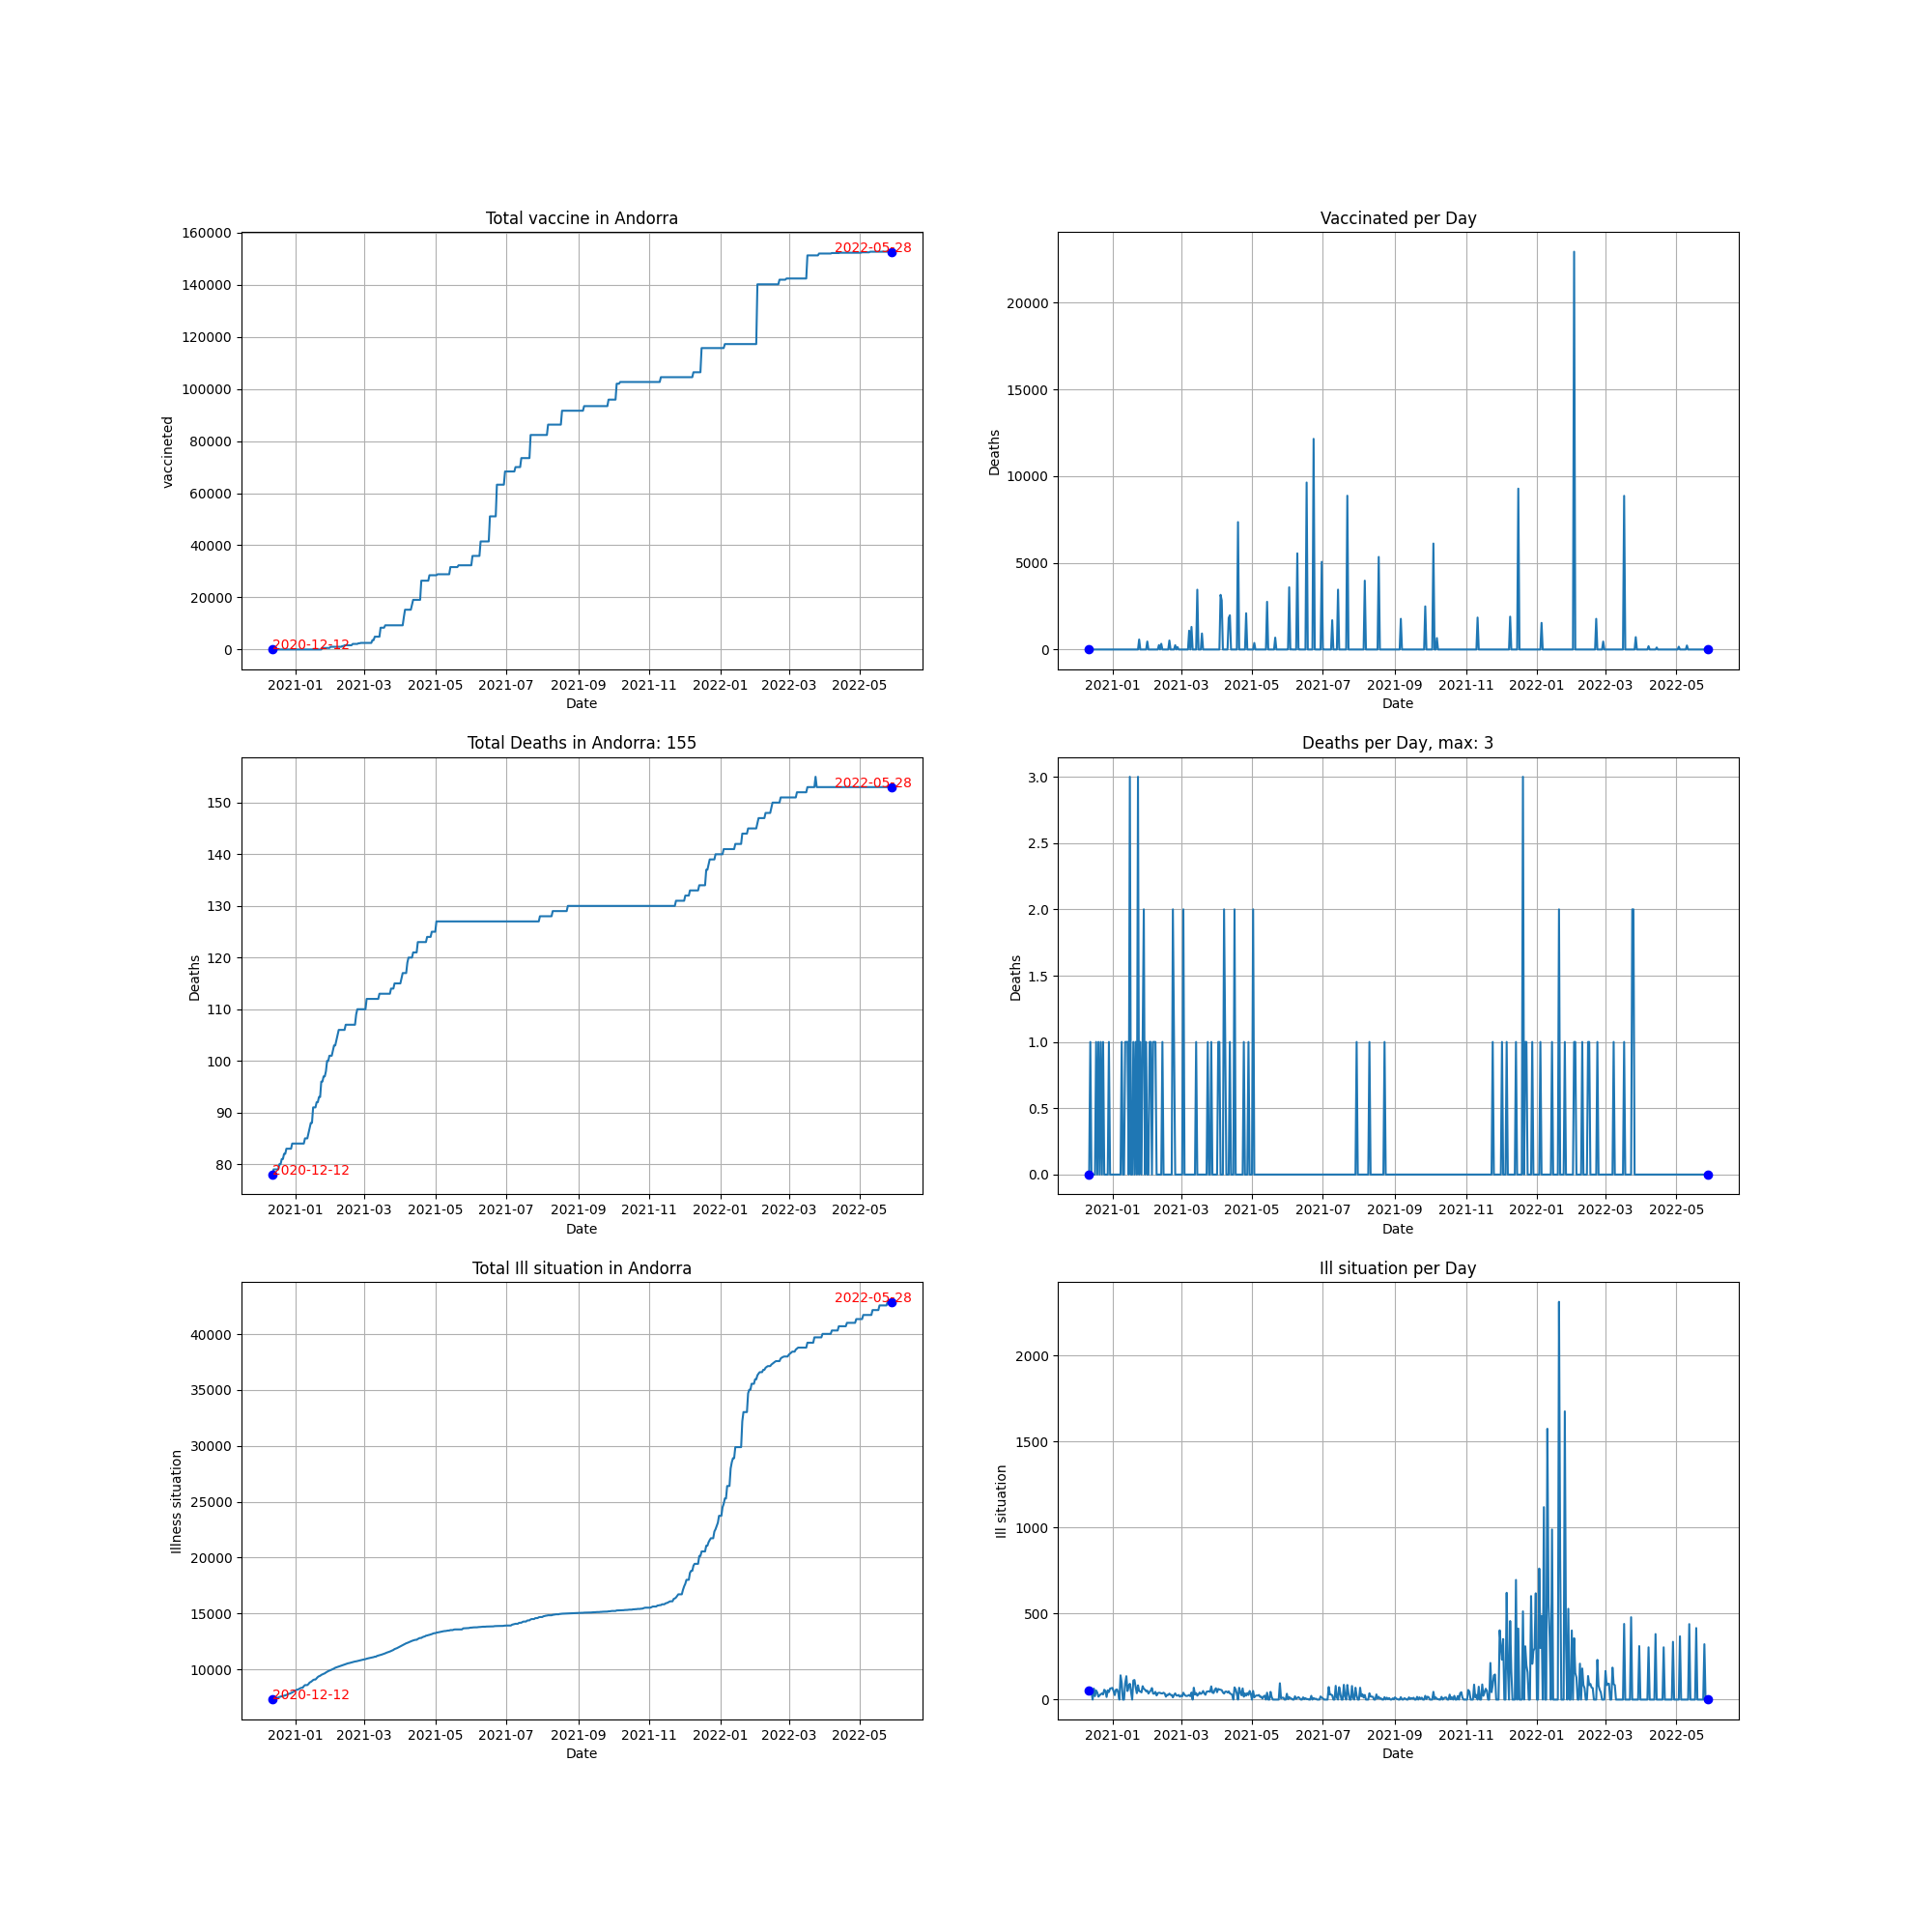 Total vaccine in Andorra
vaccineted
160000
140000
120000
100000
80000
60000
40000
20000
0
2020-12-12
2022-05-28
2021-01 2021-03 2021-05 2021-07 2021-09 2021-11 2022-01 2022-03 2022-05
Date
Vaccinated per Day
Deaths
20000
15000
10000
5000
0
2021-01 2021-03 2021-05 2021-07 2021-09 2021-11 2022-01 2022-03 2022-05
Date
Total Deaths in Andorra: 155
Deaths
150
140
130
120
110
100
90
80
2020-12-12
2022-05-28
2021-01 2021-03 2021-05 2021-07 2021-09 2021-11 2022-01 2022-03 2022-05
Date
Deaths per Day, max: 3
Deaths
3.0
2.5
2.0
1.5
1.0
0.5
0.0
2021-01 2021-03 2021-05 2021-07 2021-09 2021-11 2022-01 2022-03 2022-05
Date
Total Ill situation in Andorra
Illness situation
40000
35000
30000
25000
20000
15000
10000
2020-12-12
2022-05-28
2021-01 2021-03 2021-05 2021-07 2021-09 2021-11 2022-01 2022-03 2022-05
Date
Ill situation per Day
Ill situation
2000
1500
1000
500
0
2021-01 2021-03 2021-05 2021-07 2021-09 2021-11 2022-01 2022-03 2022-05
Date